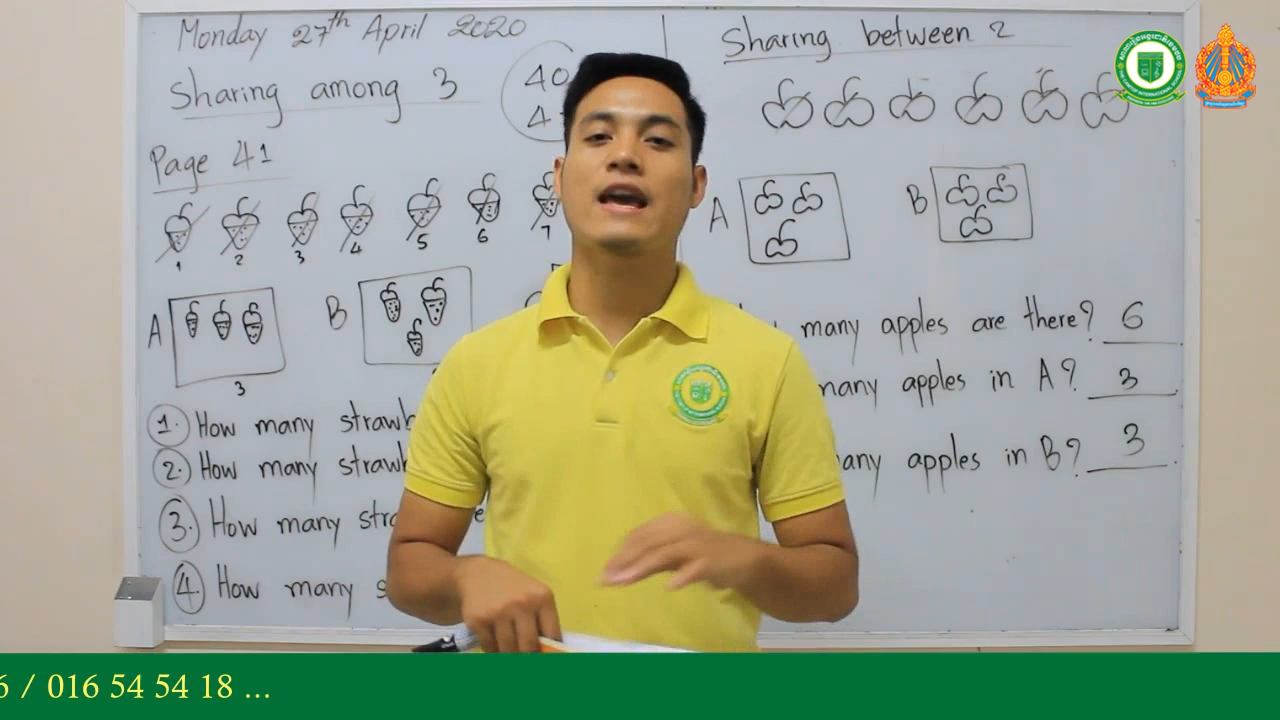 Monday 27th April 2020
Sharing among 3
40
4
Page 41
1 2 3 4 5 6 7
A
B
3
1. How many strawb
2. How many strawb
3. How many stra
4. How many s
Sharing between 2
A
B
many apples are there? 6
many apples in A? 3
many apples in B? 3
6 / 016 54 54 18 ...